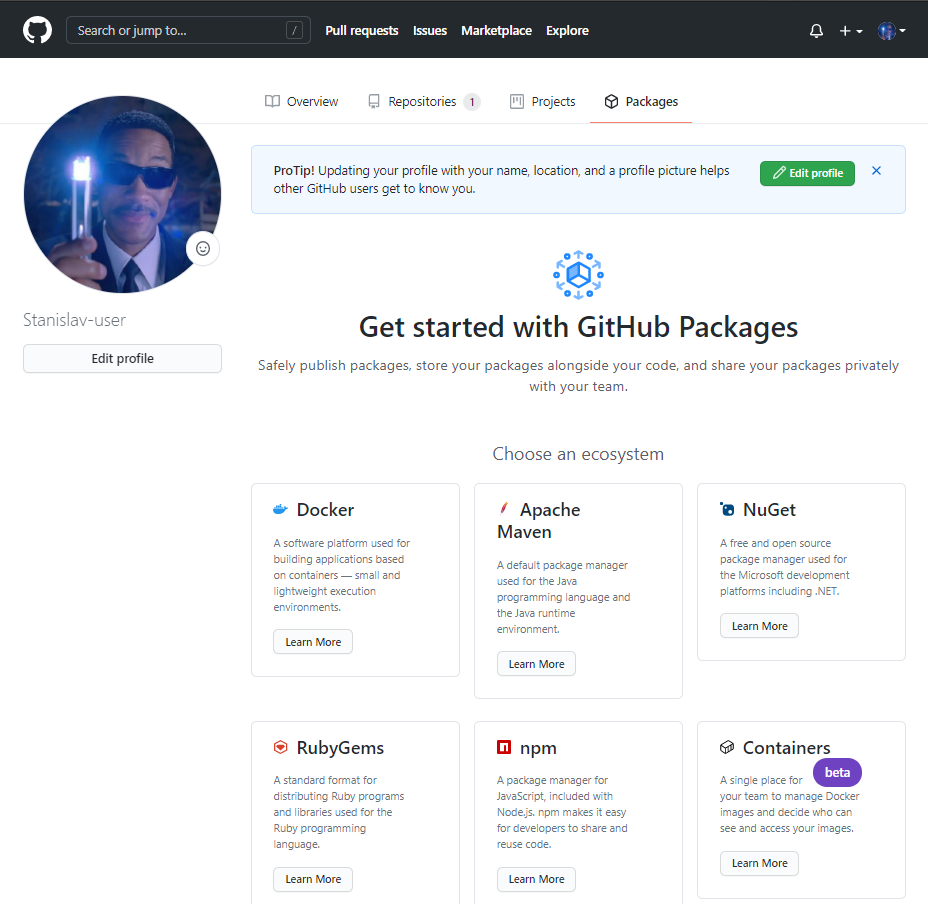 Search or jump to... /
Pull requests Issues Marketplace Explore
Overview Repositories 1 Projects Packages
ProTip! Updating your profile with your name, location, and a profile picture helps
other GitHub users get to know you.
Edit profile
Stanislav-user
Edit profile
Get started with GitHub Packages
Safely publish packages, store your packages alongside your code, and share your packages privately
with your team.
Choose an ecosystem
Docker
A software platform used for
building applications based
on containers — small and
lightweight execution
environments.
Learn More
Apache
Maven
A default package manager
used for the Java
programming language and
the Java runtime
environment.
Learn More
NuGet
A free and open source
package manager used for
the Microsoft development
platforms including .NET.
Learn More
RubyGems
A standard format for
distributing Ruby programs
and libraries used for the
Ruby programming
language.
Learn More
npm
A package manager for
JavaScript, included with
Node.js. npm makes it easy
for developers to share and
reuse code.
Learn More
Containers
beta
A single place for
your team to manage Docker
images and decide who can
see and access your images.
Learn More